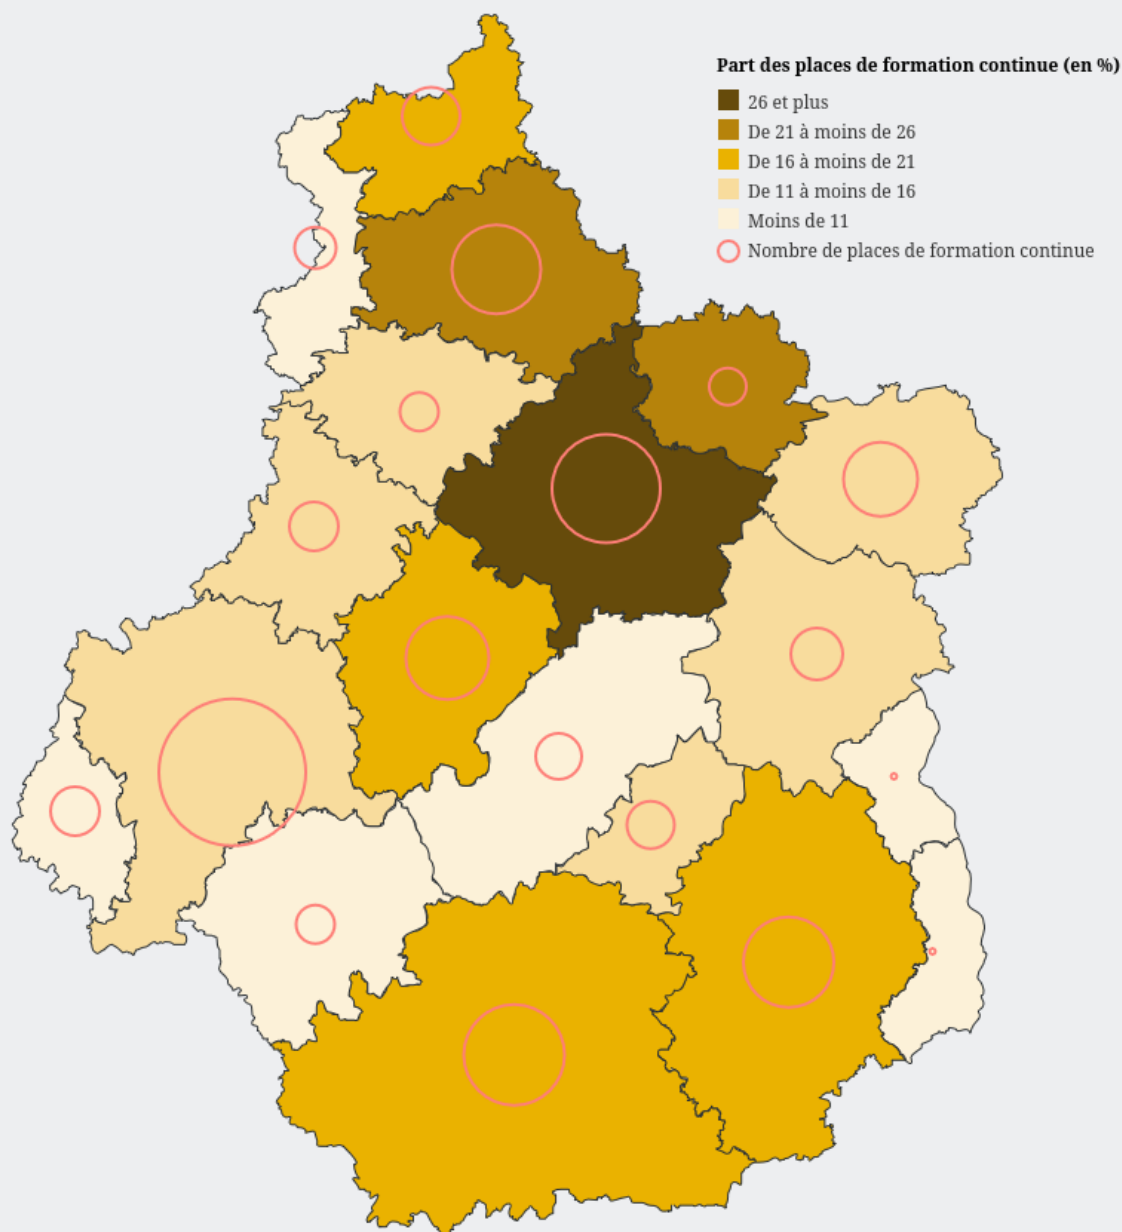 Part des places de formation continue (en %)
26 et plus
De 21 à moins de 26
De 16 à moins de 21
De 11 à moins de 16
Moins de 11
Nombre de places de formation continue